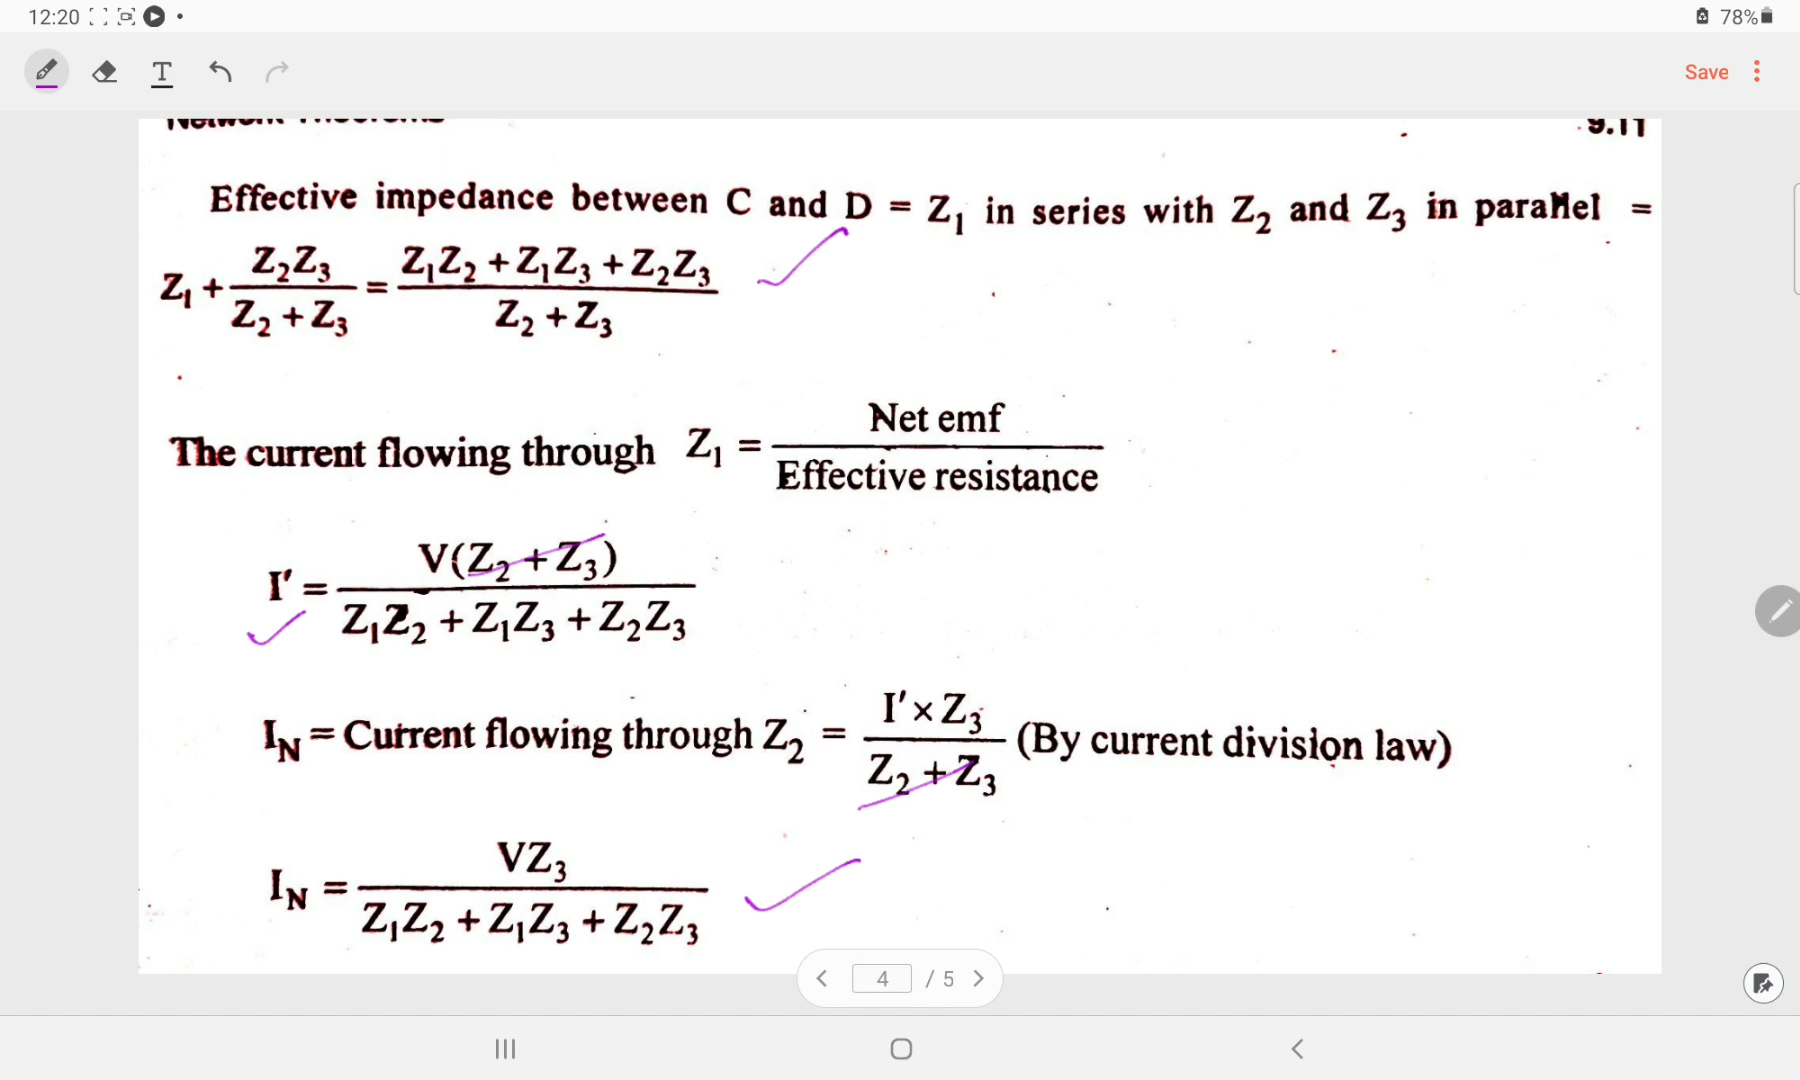 12:20
78%
T
Save
9.11
Effective impedance between C and D = Z₁ in series with Z₂ and Z₃ in parallel =
Z₁ + Z₂Z₃ / (Z₂ + Z₃) = (Z₁Z₂ + Z₁Z₃ + Z₂Z₃) / (Z₂ + Z₃)
The current flowing through Z₁ = Net emf / Effective resistance
I′ = V(Z₂ + Z₃) / (Z₁Z₂ + Z₁Z₃ + Z₂Z₃)
I_N = Current flowing through Z₂ = I′ × Z₃ / (Z₂ + Z₃) (By current division law)
I_N = VZ₃ / (Z₁Z₂ + Z₁Z₃ + Z₂Z₃)
4 / 5